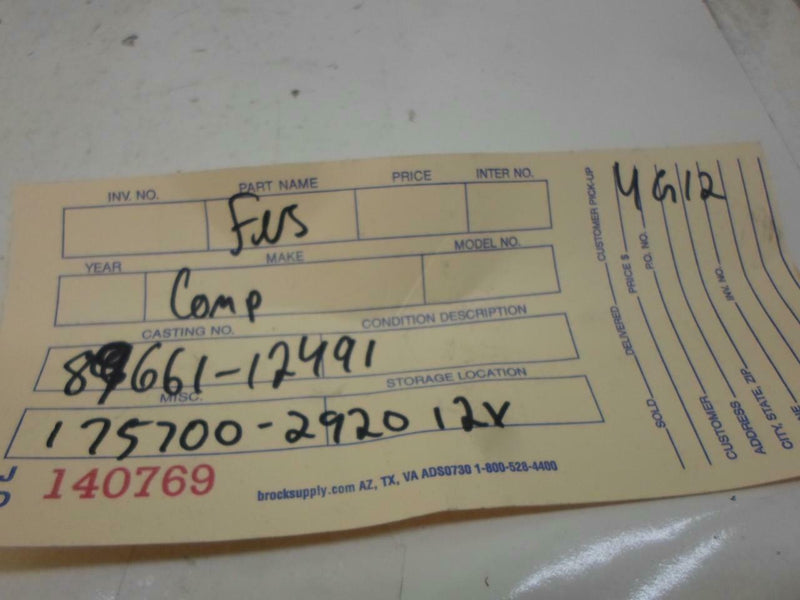 INV. NO. PART NAME PRICE INTER NO.
Fus
YEAR MAKE MODEL NO.
Comp
CASTING NO. CONDITION DESCRIPTION
89661-12491
MISC. STORAGE LOCATION
175700-2920 12V
140769
brocksupply.com AZ, TX, VA ADS0730 1-800-528-4400
CUSTOMER PICK-UP
4G12
DELIVERED
PRICE $
P.O. NO.
SOLD
INV. NO.
CUSTOMER
ADDRESS
CITY, STATE, ZIP